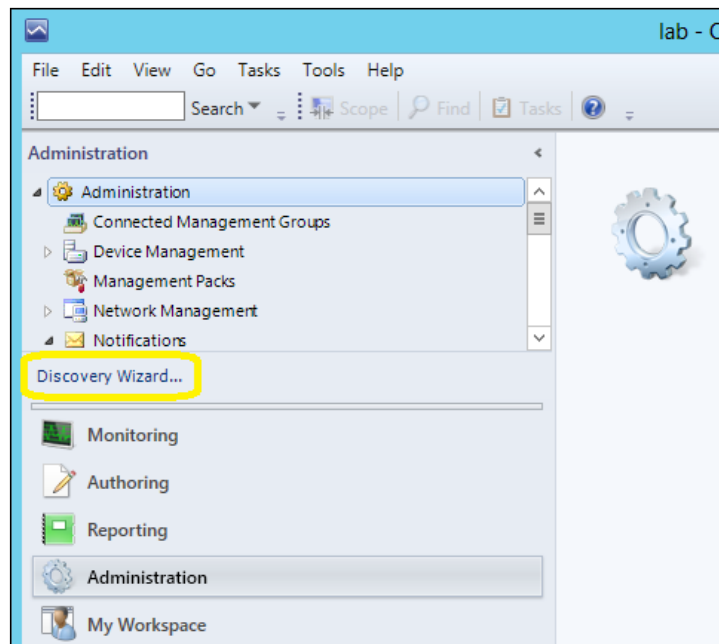 lab - C
File Edit View Go Tasks Tools Help
Search Scope Find Tasks
Administration
Administration
Connected Management Groups
Device Management
Management Packs
Network Management
Notifications
Discovery Wizard...
Monitoring
Authoring
Reporting
Administration
My Workspace